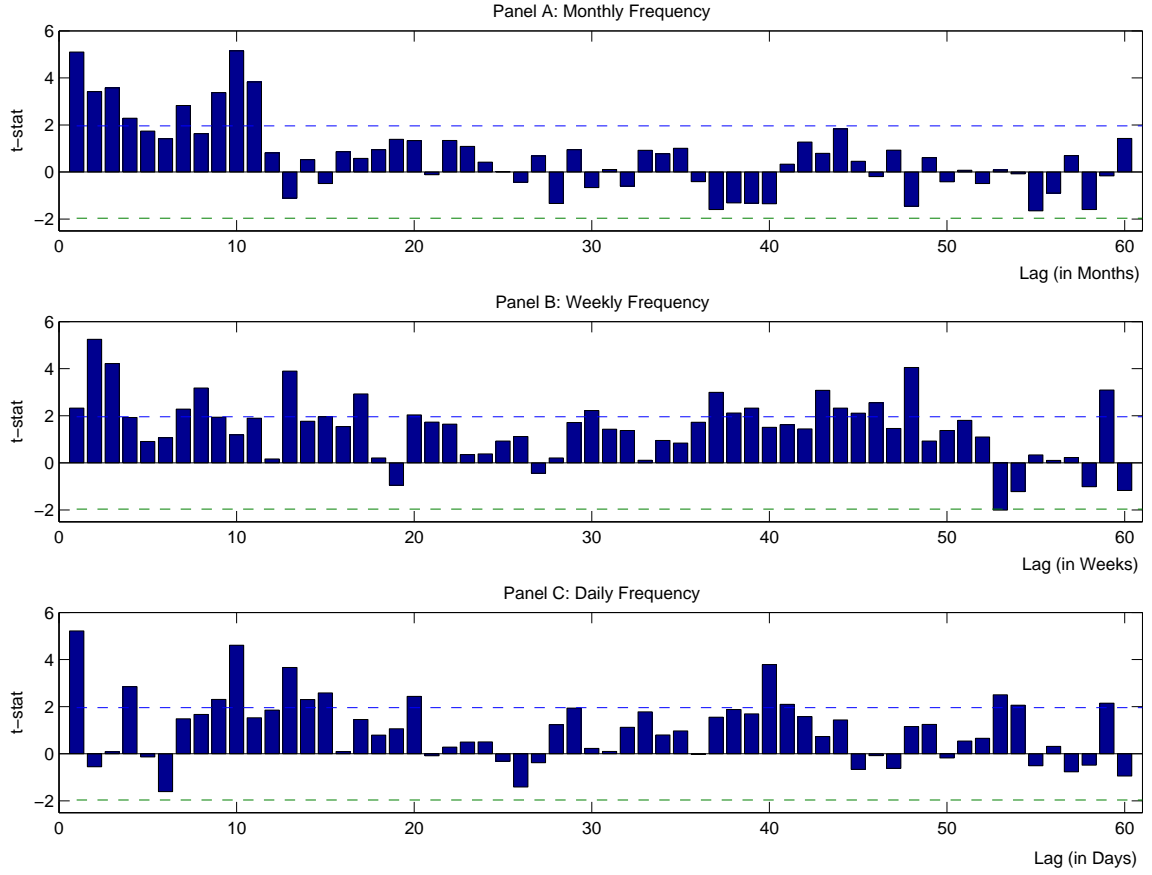 Panel A: Monthly Frequency
6
4
2
0
−2
t−stat
0 10 20 30 40 50 60
Lag (in Months)
Panel B: Weekly Frequency
6
4
2
0
−2
t−stat
0 10 20 30 40 50 60
Lag (in Weeks)
Panel C: Daily Frequency
6
4
2
0
−2
t−stat
0 10 20 30 40 50 60
Lag (in Days)